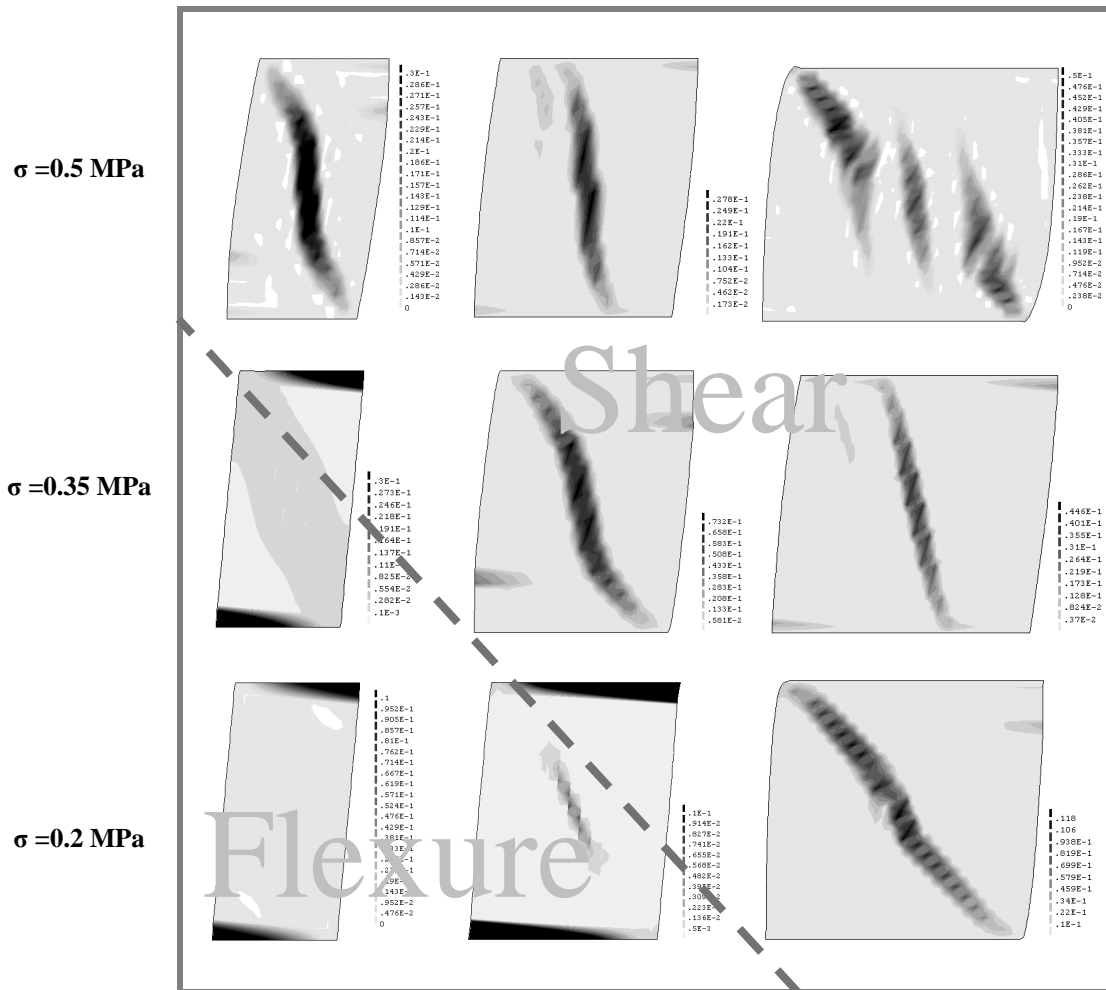 σ =0.5 MPa
.3E-1
.286E-1
.271E-1
.257E-1
.243E-1
.229E-1
.214E-1
.2E-1
.186E-1
.171E-1
.157E-1
.143E-1
.129E-1
.114E-1
.1E-1
.857E-2
.714E-2
.571E-2
.429E-2
.286E-2
.143E-2
0
.278E-1
.249E-1
.22E-1
.191E-1
.162E-1
.133E-1
.104E-1
.752E-2
.462E-2
.173E-2
.5E-1
.476E-1
.452E-1
.429E-1
.405E-1
.381E-1
.357E-1
.333E-1
.31E-1
.286E-1
.262E-1
.238E-1
.214E-1
.19E-1
.167E-1
.143E-1
.119E-1
.952E-2
.714E-2
.476E-2
.238E-2
0
Shear
σ =0.35 MPa
.3E-1
.273E-1
.246E-1
.218E-1
.191E-1
.164E-1
.137E-1
.11E-1
.825E-2
.554E-2
.282E-2
.1E-3
.732E-1
.658E-1
.583E-1
.508E-1
.433E-1
.358E-1
.283E-1
.208E-1
.133E-1
.581E-2
.446E-1
.401E-1
.355E-1
.31E-1
.264E-1
.219E-1
.173E-1
.128E-1
.824E-2
.37E-2
σ =0.2 MPa
.1
.952E-1
.905E-1
.857E-1
.81E-1
.762E-1
.714E-1
.667E-1
.619E-1
.571E-1
.524E-1
.476E-1
.429E-1
.381E-1
.143E-1
.952E-2
.476E-2
0
.1E-1
.914E-2
.827E-2
.741E-2
.655E-2
.568E-2
.482E-2
.223E-2
.136E-2
.5E-3
.118
.106
.938E-1
.819E-1
.699E-1
.579E-1
.459E-1
.34E-1
.22E-1
.1E-1
Flexure